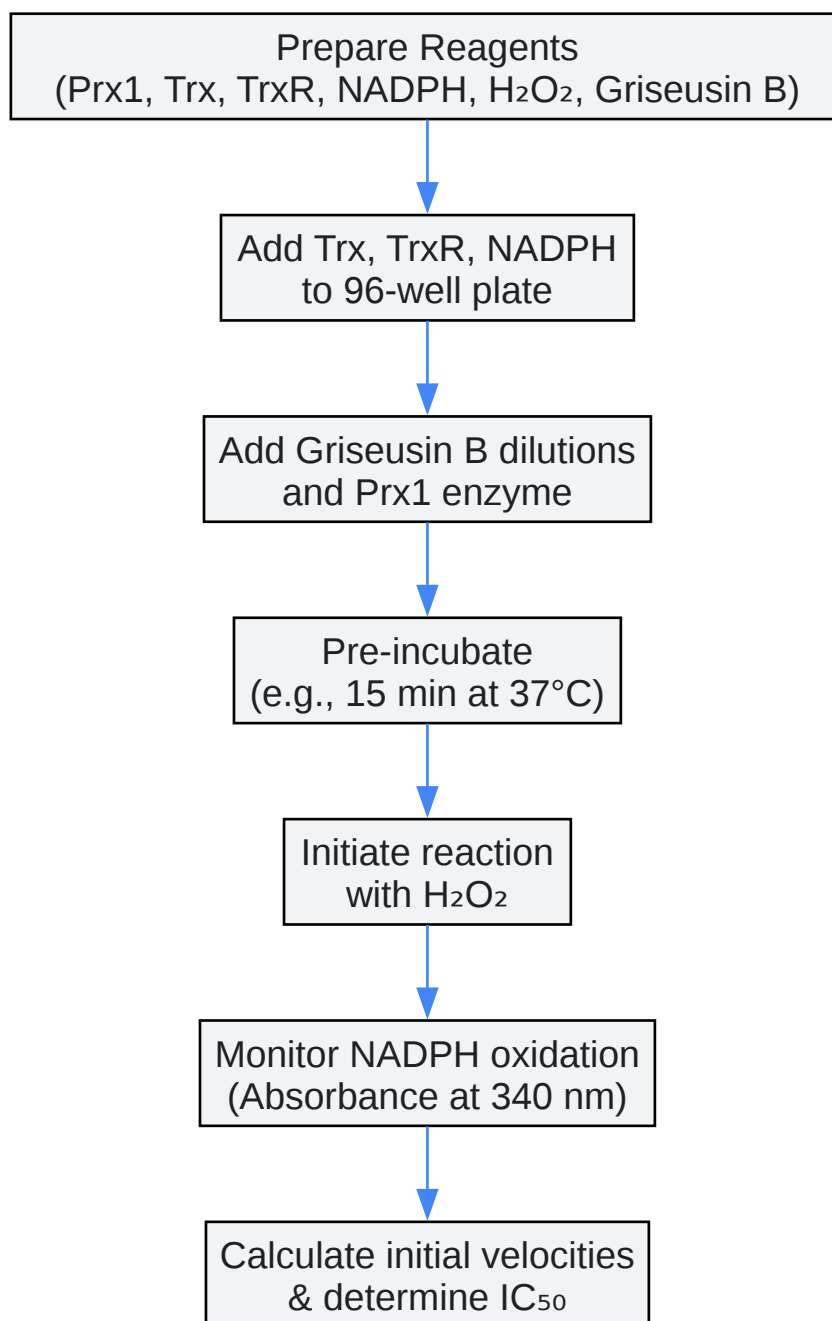 Prepare Reagents
(Prx1, Trx, TrxR, NADPH, H₂O₂, Griseusin B)
Add Trx, TrxR, NADPH
to 96-well plate
Add Griseusin B dilutions
and Prx1 enzyme
Pre-incubate
(e.g., 15 min at 37°C)
Initiate reaction
with H₂O₂
Monitor NADPH oxidation
(Absorbance at 340 nm)
Calculate initial velocities
& determine IC₅₀